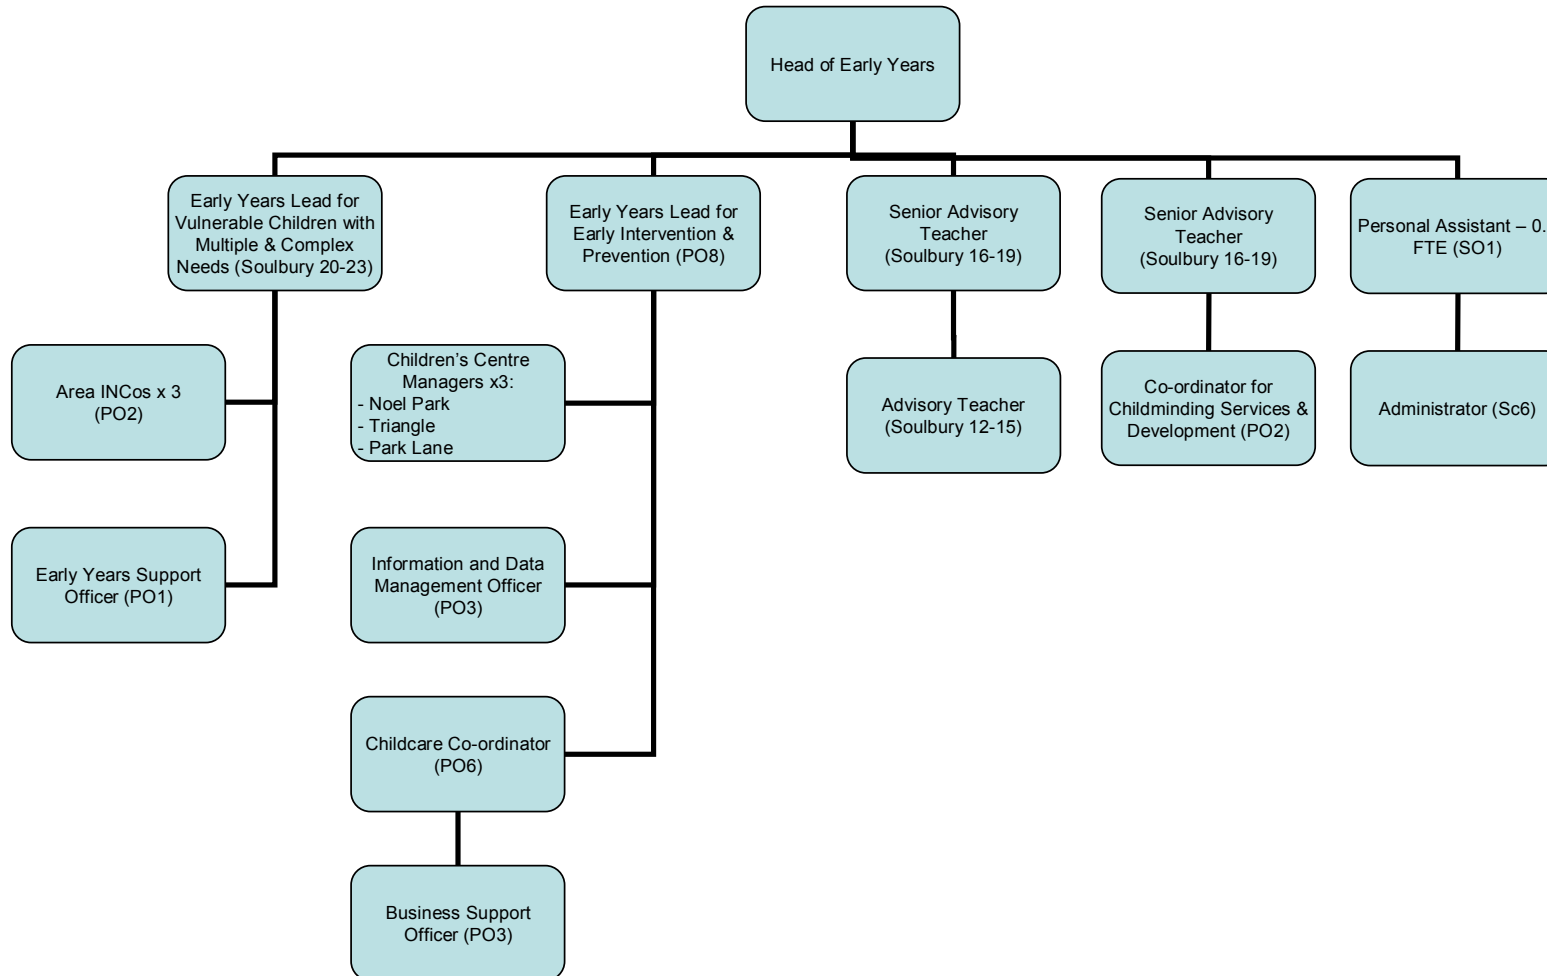 Head of Early Years
Early Years Lead for
Vulnerable Children with
Multiple & Complex
Needs (Soulbury 20-23)
Early Years Lead for
Early Intervention &
Prevention (PO8)
Senior Advisory
Teacher
(Soulbury 16-19)
Senior Advisory
Teacher
(Soulbury 16-19)
Personal Assistant – 0.
FTE (SO1)
Area INCos x 3
(PO2)
Children’s Centre
Managers x3:
- Noel Park
- Triangle
- Park Lane
Advisory Teacher
(Soulbury 12-15)
Co-ordinator for
Childminding Services &
Development (PO2)
Administrator (Sc6)
Early Years Support
Officer (PO1)
Information and Data
Management Officer
(PO3)
Childcare Co-ordinator
(PO6)
Business Support
Officer (PO3)